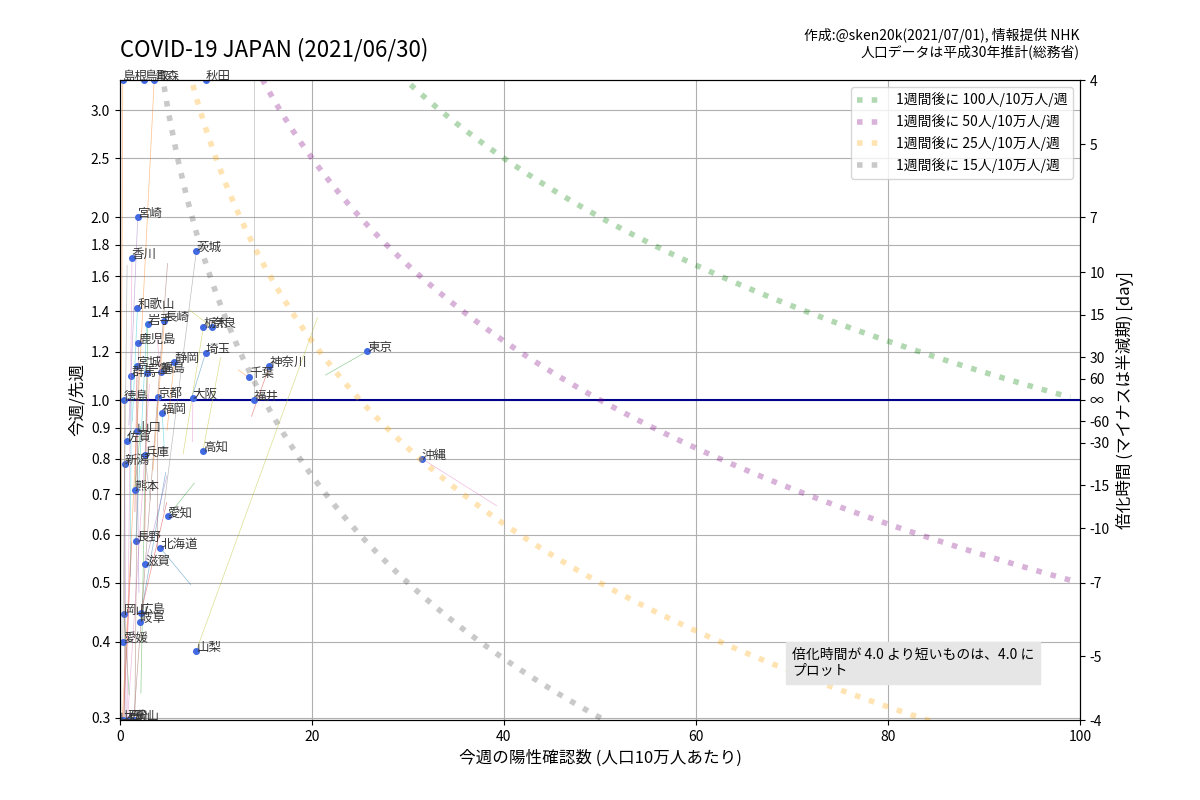 COVID-19 JAPAN (2021/06/30)
作成:@sken20k(2021/07/01), 情報提供 NHK
人口データは平成30年推計(総務省)
島根
秋田
1週間後に 100人/10万人/週
1週間後に 50人/10万人/週
1週間後に 25人/10万人/週
1週間後に 15人/10万人/週
宮崎
茨城
香川
和歌山
岩手
長崎
栃木
奈良
鹿児島
埼玉
東京
宮城
静岡
神奈川
群馬
千葉
徳島
京都
大阪
福井
福岡
山口
佐賀
兵庫
高知
新潟
沖縄
熊本
愛知
長野
北海道
滋賀
岡山
広島
岐阜
愛媛
山梨
倍化時間が 4.0 より短いものは、4.0 に
プロット
3.0
2.5
2.0
1.8
1.6
1.4
1.2
1.0
0.9
0.8
0.7
0.6
0.5
0.4
0.3
今週/先週
4
5
7
10
15
30
60
∞
-60
-30
-15
-10
-7
-5
-4
倍化時間 (マイナスは半減期) [day]
0 20 40 60 80 100
今週の陽性確認数 (人口10万人あたり)